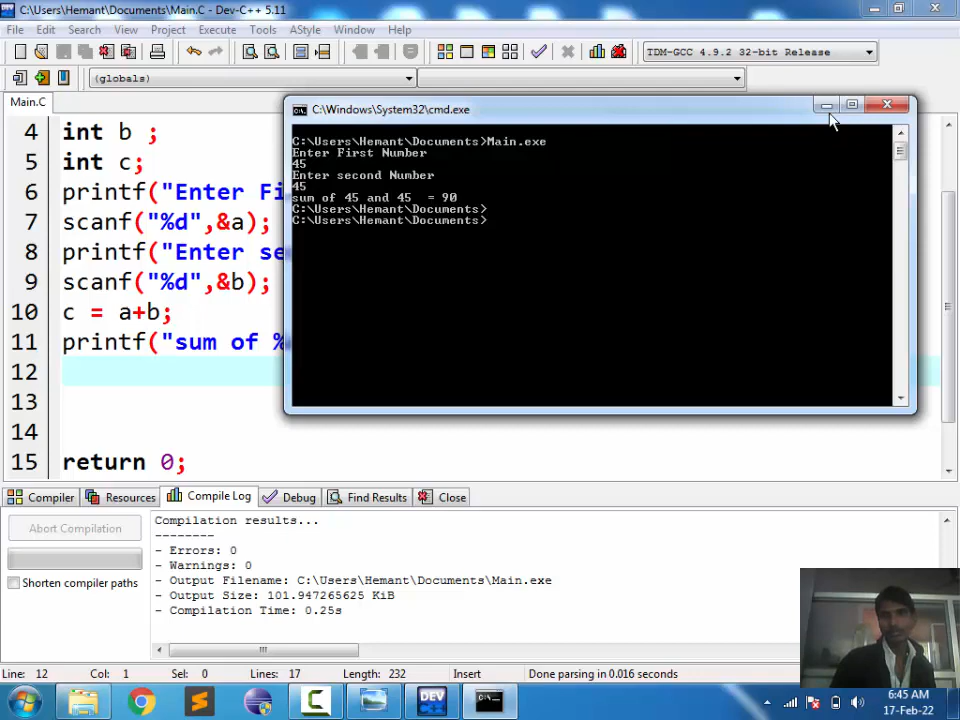 C:\Users\Hemant\Documents\Main.C - Dev-C++ 5.11
File Edit Search View Project Execute Tools AStyle Window Help
TDM-GCC 4.9.2 32-bit Release
(globals)
Main.C
4 int b ;
5 int c;
6 printf("Enter Fi
7 scanf("%d",&a);
8 printf("Enter se
9 scanf("%d",&b);
10 c = a+b;
11 printf("sum of %
12
13
14
15 return 0;
C:\Windows\System32\cmd.exe
C:\Users\Hemant\Documents>Main.exe
Enter First Number
45
Enter second Number
45
sum of 45 and 45  = 90
C:\Users\Hemant\Documents>
C:\Users\Hemant\Documents>
Compiler Resources Compile Log Debug Find Results Close
Abort Compilation
Shorten compiler paths
Compilation results...
--------
- Errors: 0
- Warnings: 0
- Output Filename: C:\Users\Hemant\Documents\Main.exe
- Output Size: 101.947265625 KiB
- Compilation Time: 0.25s
Line: 12 Col: 1 Sel: 0 Lines: 17 Length: 232 Insert Done parsing in 0.016 seconds
DEV
C++
6:45 AM
17-Feb-22